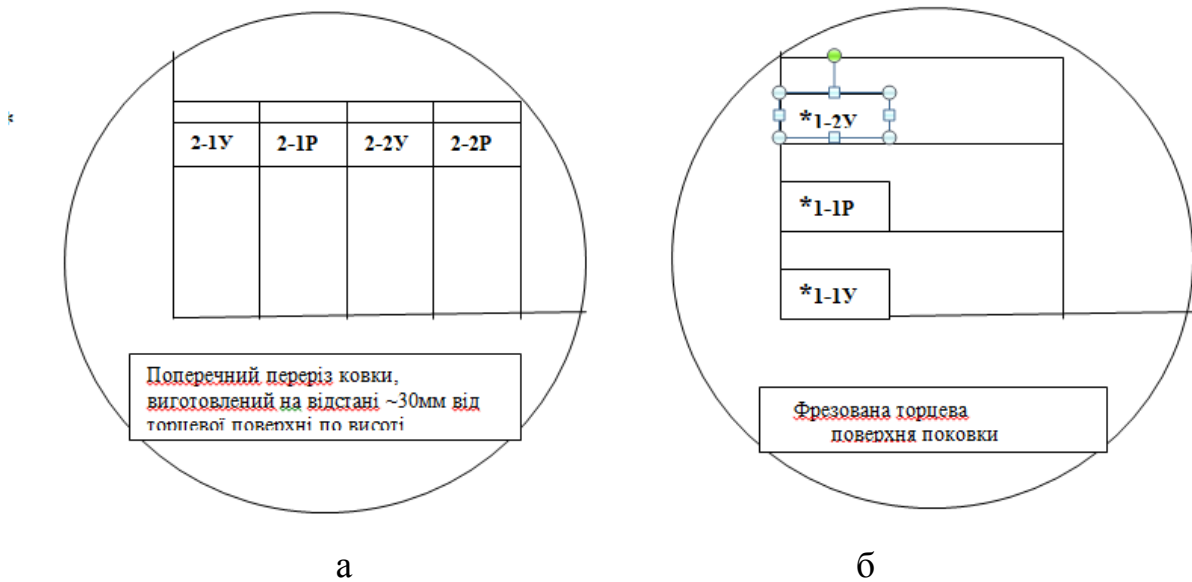 2-1У 2-1Р 2-2У 2-2Р
Поперечний переріз ковки,
виготовлений на відстані ~30мм від
торцевої поверхні по висоті
а
*1-2У
*1-1Р
*1-1У
Фрезована торцева
поверхня поковки
б